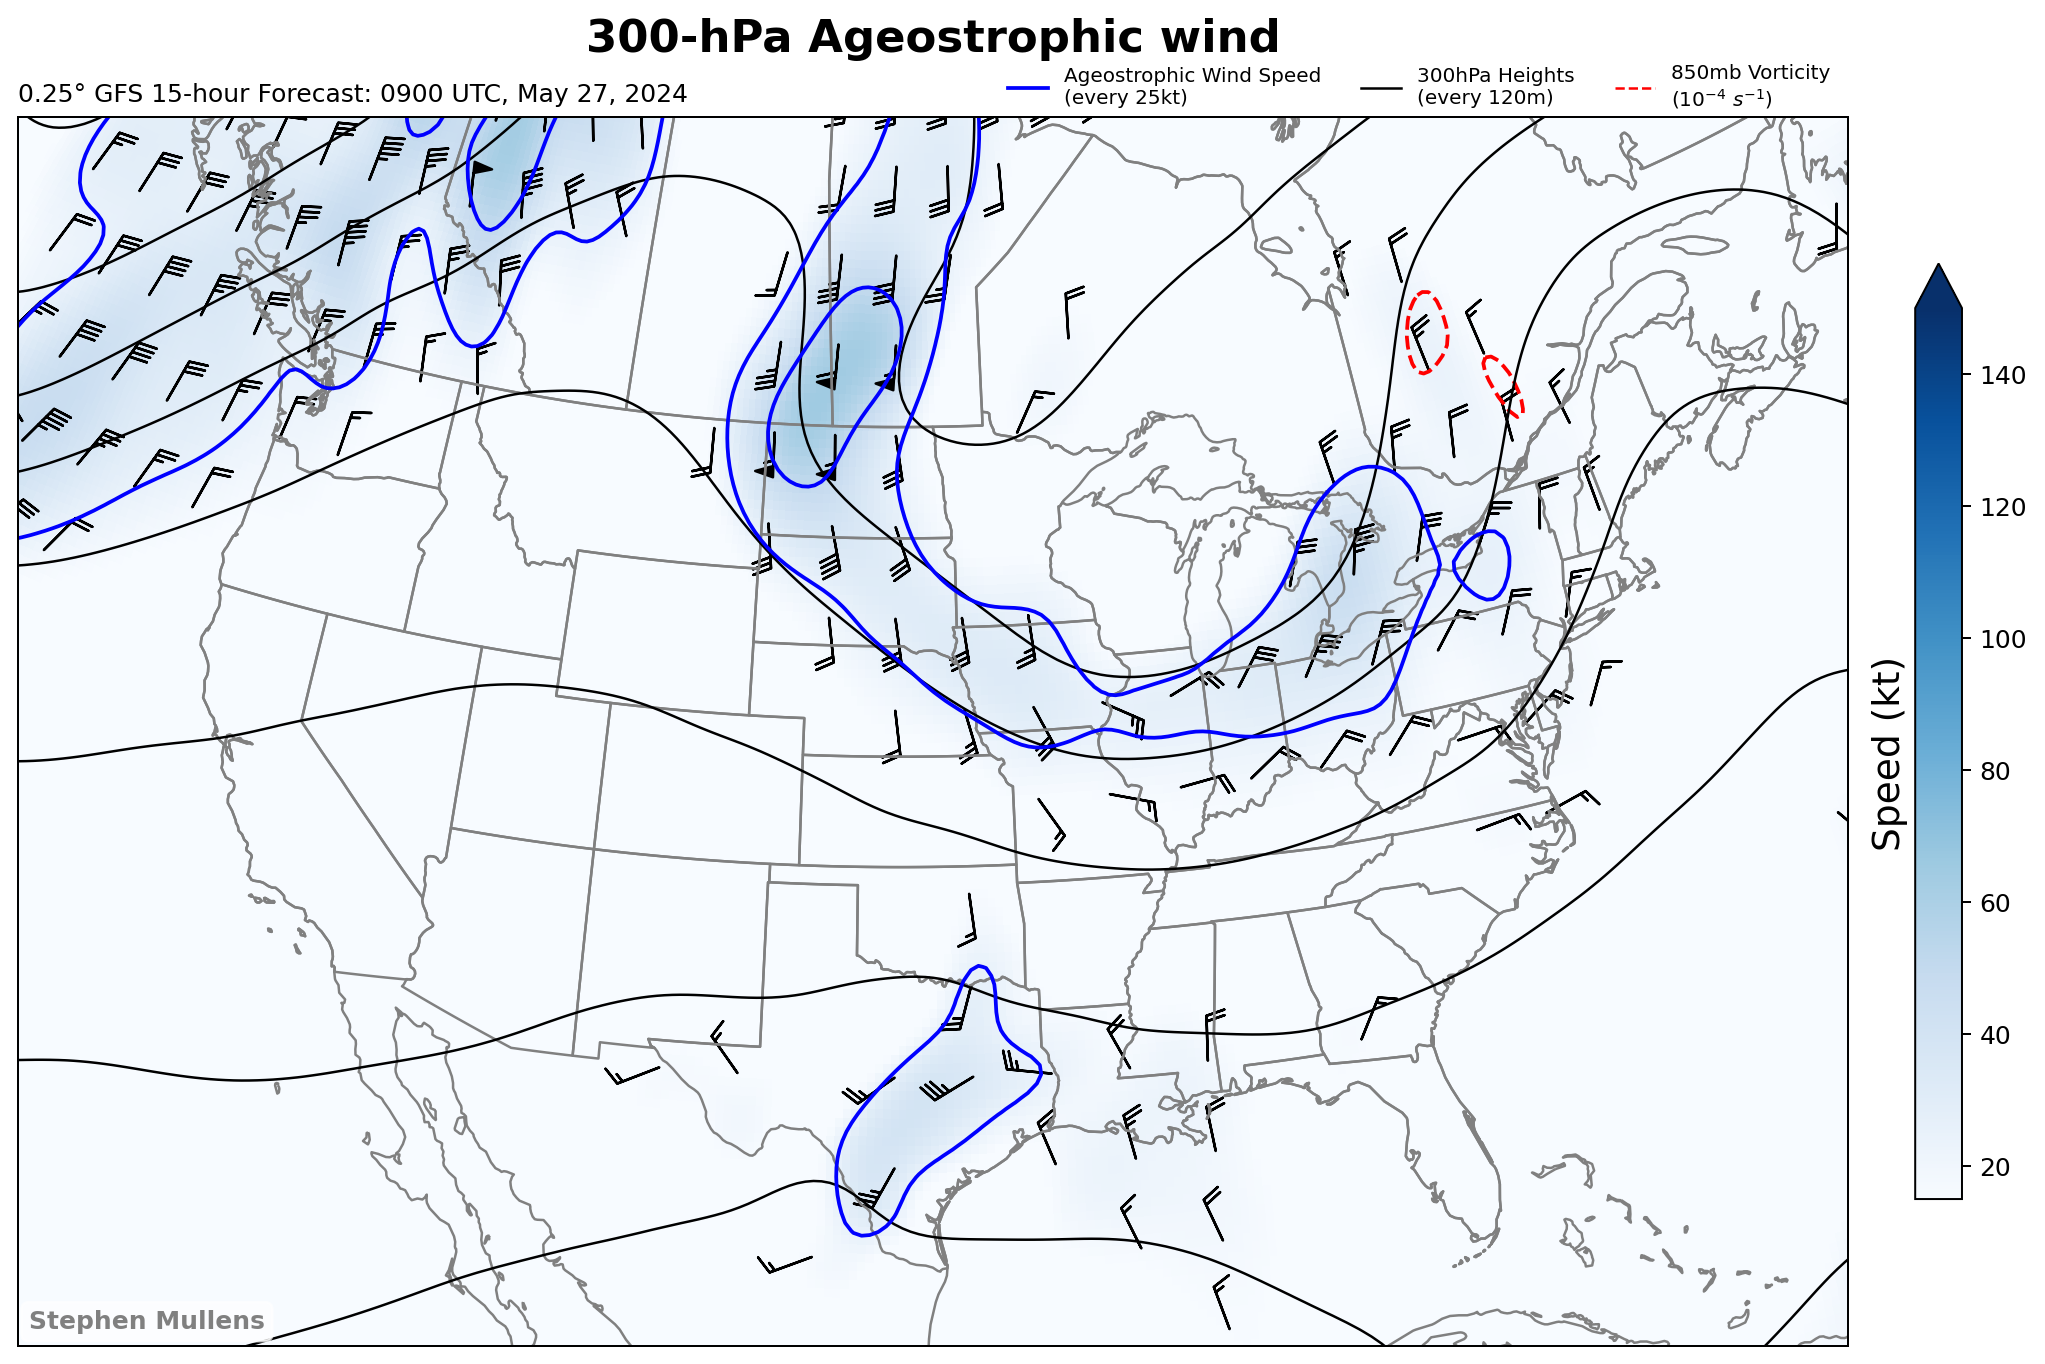 300-hPa Ageostrophic wind
0.25° GFS 15-hour Forecast: 0900 UTC, May 27, 2024
Ageostrophic Wind Speed
(every 25kt)
300hPa Heights
(every 120m)
850mb Vorticity
(10⁻⁴ s⁻¹)
140
120
100
80
60
40
20
Speed (kt)
Stephen Mullens